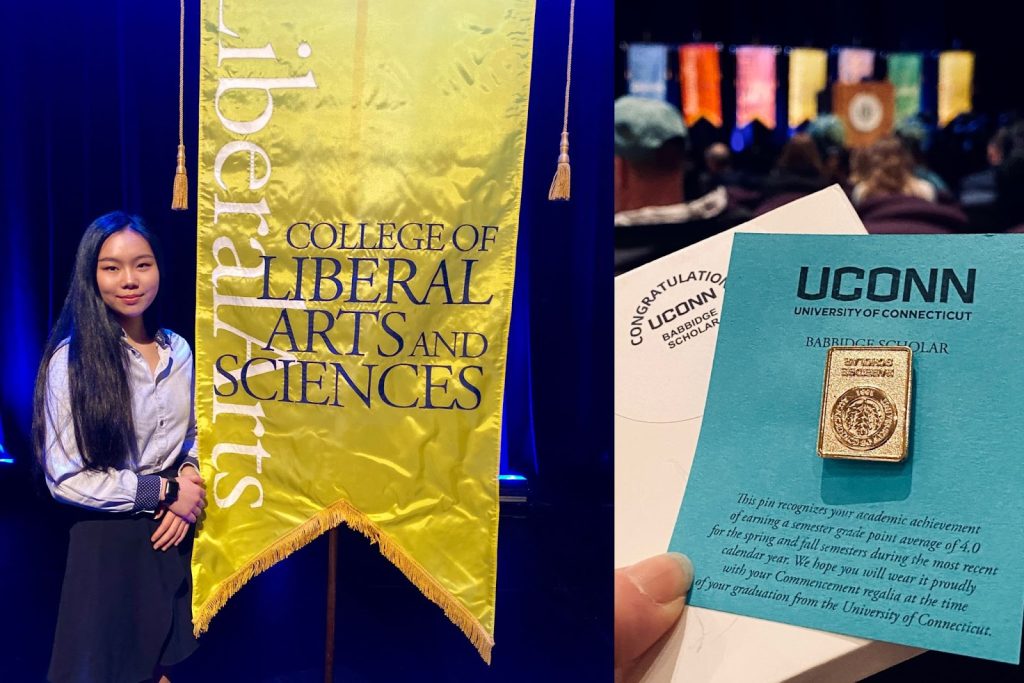 Liberal Arts
COLLEGE OF
LIBERAL
ARTS AND
SCIENCES
CONGRATULATION
UCONN
BABBIDGE
SCHOLAR
UCONN
UNIVERSITY OF CONNECTICUT
BABBIDGE SCHOLAR
This pin recognizes your academic achievement
of earning a semester grade point average of 4.0
for the spring and fall semesters during the most recent
calendar year. We hope you will wear it proudly
with your Commencement regalia at the time
of your graduation from the University of Connecticut.